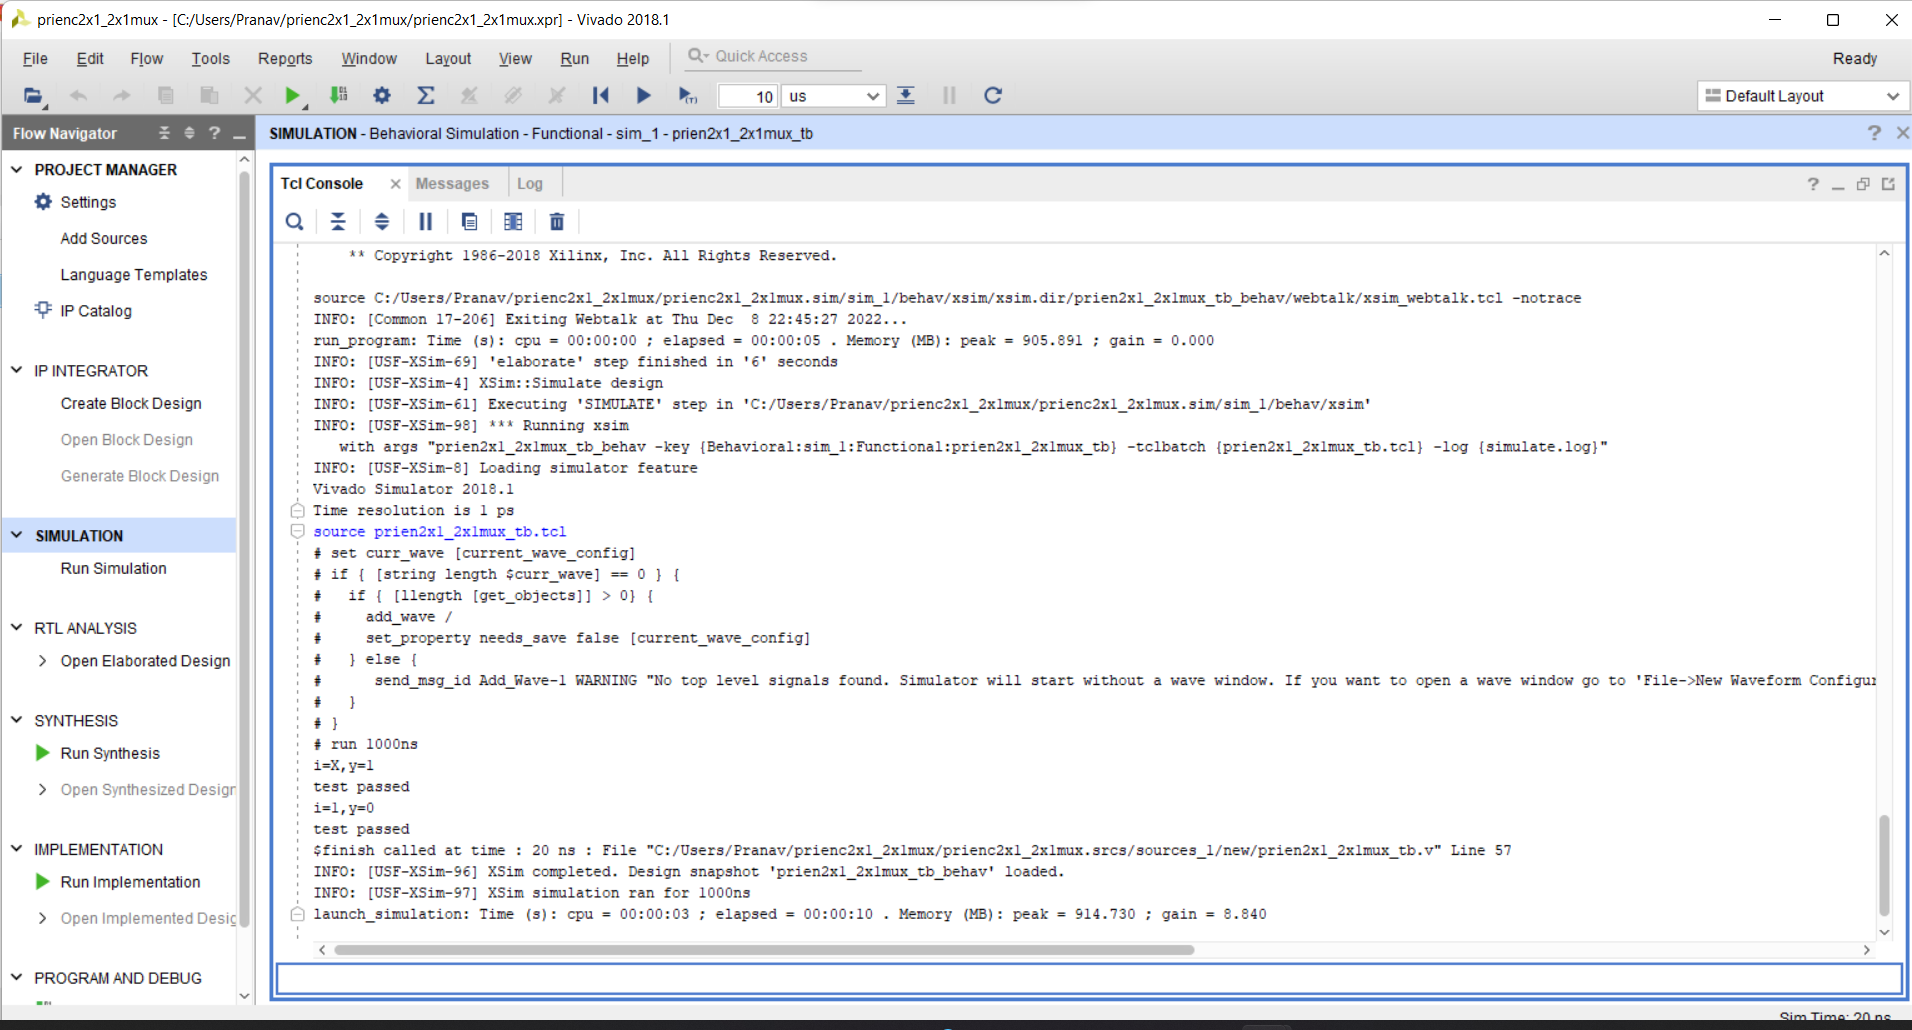 prienc2x1_2x1mux - [C:/Users/Pranav/prienc2x1_2x1mux/prienc2x1_2x1mux.xpr] - Vivado 2018.1
File Edit Flow Tools Reports Window Layout View Run Help Quick Access Ready
10 us Default Layout
Flow Navigator
SIMULATION - Behavioral Simulation - Functional - sim_1 - prien2x1_2x1mux_tb
PROJECT MANAGER
Settings
Add Sources
Language Templates
IP Catalog
IP INTEGRATOR
Create Block Design
Open Block Design
Generate Block Design
SIMULATION
Run Simulation
RTL ANALYSIS
Open Elaborated Design
SYNTHESIS
Run Synthesis
Open Synthesized Design
IMPLEMENTATION
Run Implementation
Open Implemented Desig
PROGRAM AND DEBUG
Tcl Console Messages Log
** Copyright 1986-2018 Xilinx, Inc. All Rights Reserved.
source C:/Users/Pranav/prienc2x1_2x1mux/prienc2x1_2x1mux.sim/sim_1/behav/xsim/xsim.dir/prien2x1_2x1mux_tb_behav/webtalk/xsim_webtalk.tcl -notrace
INFO: [Common 17-206] Exiting Webtalk at Thu Dec  8 22:45:27 2022...
run_program: Time (s): cpu = 00:00:00 ; elapsed = 00:00:05 . Memory (MB): peak = 905.891 ; gain = 0.000
INFO: [USF-XSim-69] 'elaborate' step finished in '6' seconds
INFO: [USF-XSim-4] XSim::Simulate design
INFO: [USF-XSim-61] Executing 'SIMULATE' step in 'C:/Users/Pranav/prienc2x1_2x1mux/prienc2x1_2x1mux.sim/sim_1/behav/xsim'
INFO: [USF-XSim-98] *** Running xsim
with args "prien2x1_2x1mux_tb_behav -key {Behavioral:sim_1:Functional:prien2x1_2x1mux_tb} -tclbatch {prien2x1_2x1mux_tb.tcl} -log {simulate.log}"
INFO: [USF-XSim-8] Loading simulator feature
Vivado Simulator 2018.1
Time resolution is 1 ps
source prien2x1_2x1mux_tb.tcl
# set curr_wave [current_wave_config]
# if { [string length $curr_wave] == 0 } {
#   if { [llength [get_objects]] > 0} {
#     add_wave /
#     set_property needs_save false [current_wave_config]
#   } else {
#      send_msg_id Add_Wave-1 WARNING "No top level signals found. Simulator will start without a wave window. If you want to open a wave window go to 'File->New Waveform Configur
#   }
# }
# run 1000ns
i=X,y=1
test passed
i=1,y=0
test passed
$finish called at time : 20 ns : File "C:/Users/Pranav/prienc2x1_2x1mux/prienc2x1_2x1mux.srcs/sources_1/new/prien2x1_2x1mux_tb.v" Line 57
INFO: [USF-XSim-96] XSim completed. Design snapshot 'prien2x1_2x1mux_tb_behav' loaded.
INFO: [USF-XSim-97] XSim simulation ran for 1000ns
launch_simulation: Time (s): cpu = 00:00:03 ; elapsed = 00:00:10 . Memory (MB): peak = 914.730 ; gain = 8.840
Sim Time: 20 ns